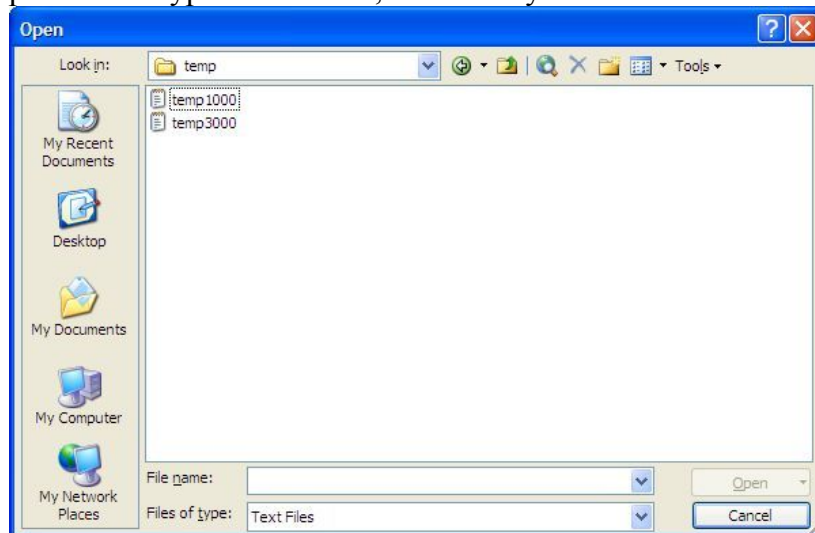 Open
Look in:
temp
Tools
temp1000
temp3000
My Recent
Documents
Desktop
My Documents
My Computer
My Network
Places
File name:
Open
Files of type:
Text Files
Cancel